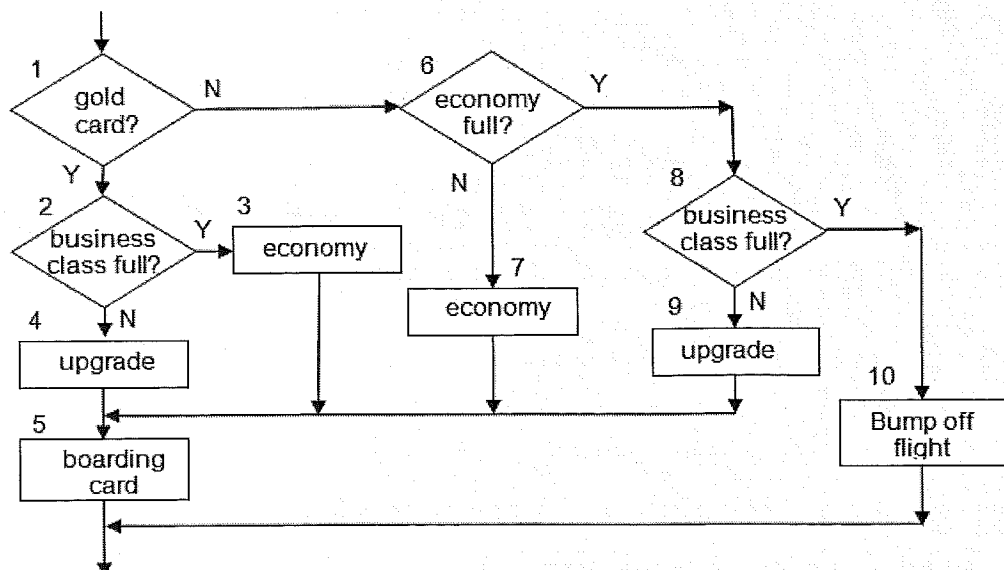 1
gold
card?
N
Y
6
economy
full?
Y
N
2
business
class full?
Y
N
3
economy
8
business
class full?
Y
N
7
economy
4
upgrade
9
upgrade
10
Bump off
flight
5
boarding
card